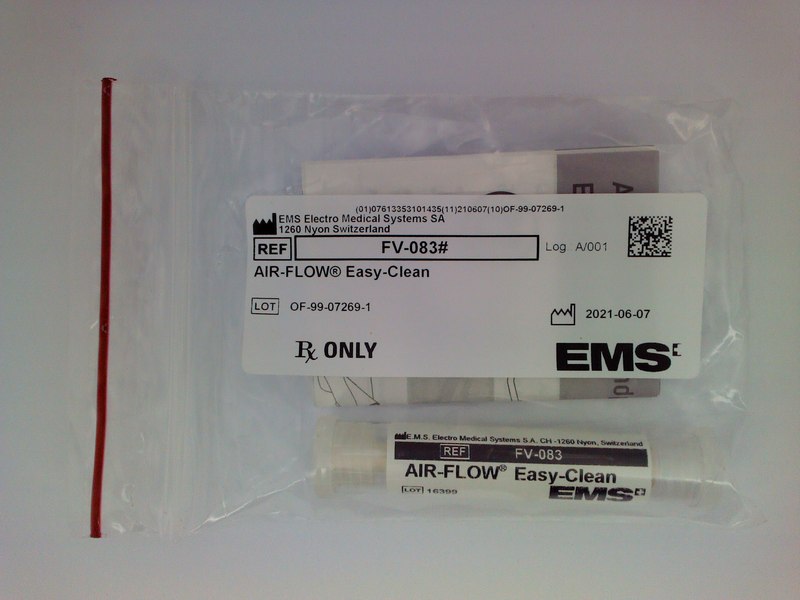 (01)07613353101435(11)210607(10)OF-99-07269-1
EMS Electro Medical Systems SA
1260 Nyon Switzerland
REF FV-083# Log A/001
AIR-FLOW® Easy-Clean
LOT OF-99-07269-1
2021-06-07
Rx ONLY
EMS
E.M.S. Electro Medical Systems S.A. CH -1260 Nyon, Switzerland
REF FV-083
AIR-FLOW® Easy-Clean
LOT 16399
EMS